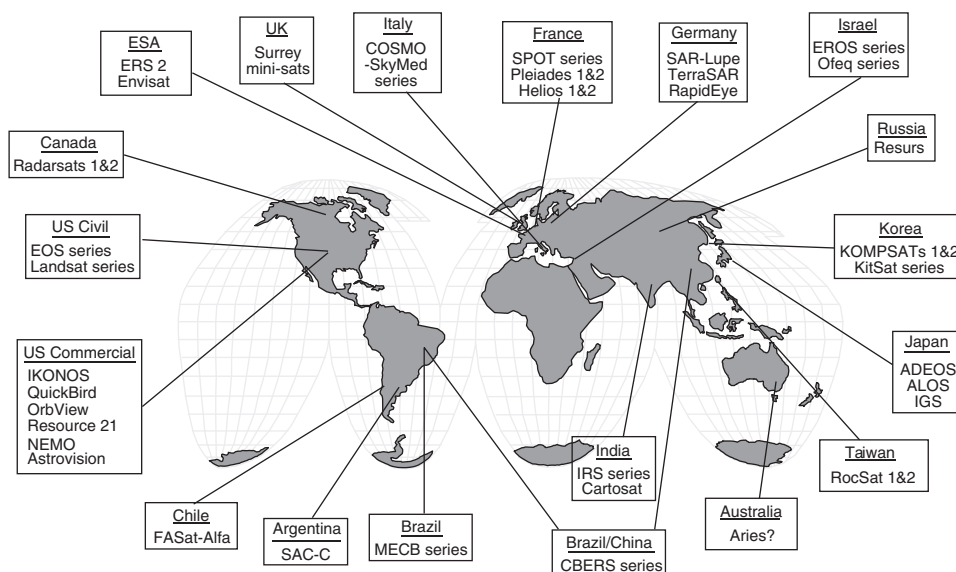 ESA
ERS 2
Envisat
UK
Surrey
mini-sats
Italy
COSMO
-SkyMed
series
France
SPOT series
Pleiades 1&2
Helios 1&2
Germany
SAR-Lupe
TerraSAR
RapidEye
Israel
EROS series
Ofeq series
Canada
Radarsats 1&2
Russia
Resurs
US Civil
EOS series
Landsat series
Korea
KOMPSATs 1&2
KitSat series
US Commercial
IKONOS
QuickBird
OrbView
Resource 21
NEMO
Astrovision
Japan
ADEOS
ALOS
IGS
India
IRS series
Cartosat
Taiwan
RocSat 1&2
Chile
FASat-Alfa
Argentina
SAC-C
Brazil
MECB series
Brazil/China
CBERS series
Australia
Aries?